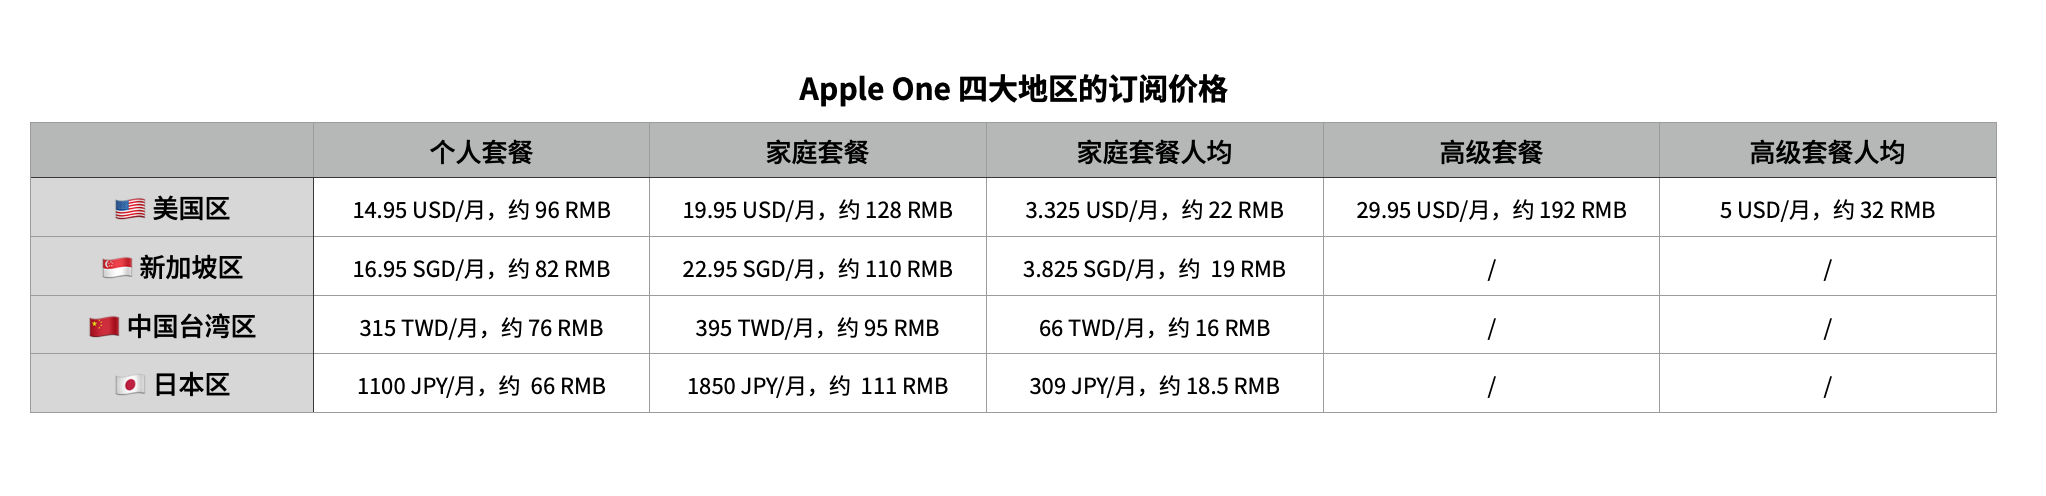 Apple One 四大地区的订阅价格
个人套餐 家庭套餐 家庭套餐人均 高级套餐 高级套餐人均
🇺🇸 美国区 14.95 USD/月，约 96 RMB 19.95 USD/月，约 128 RMB 3.325 USD/月，约 22 RMB 29.95 USD/月，约 192 RMB 5 USD/月，约 32 RMB
🇸🇬 新加坡区 16.95 SGD/月，约 82 RMB 22.95 SGD/月，约 110 RMB 3.825 SGD/月，约  19 RMB / /
🇨🇳 中国台湾区 315 TWD/月，约 76 RMB 395 TWD/月，约 95 RMB 66 TWD/月，约 16 RMB / /
🇯🇵 日本区 1100 JPY/月，约  66 RMB 1850 JPY/月，约  111 RMB 309 JPY/月，约 18.5 RMB / /